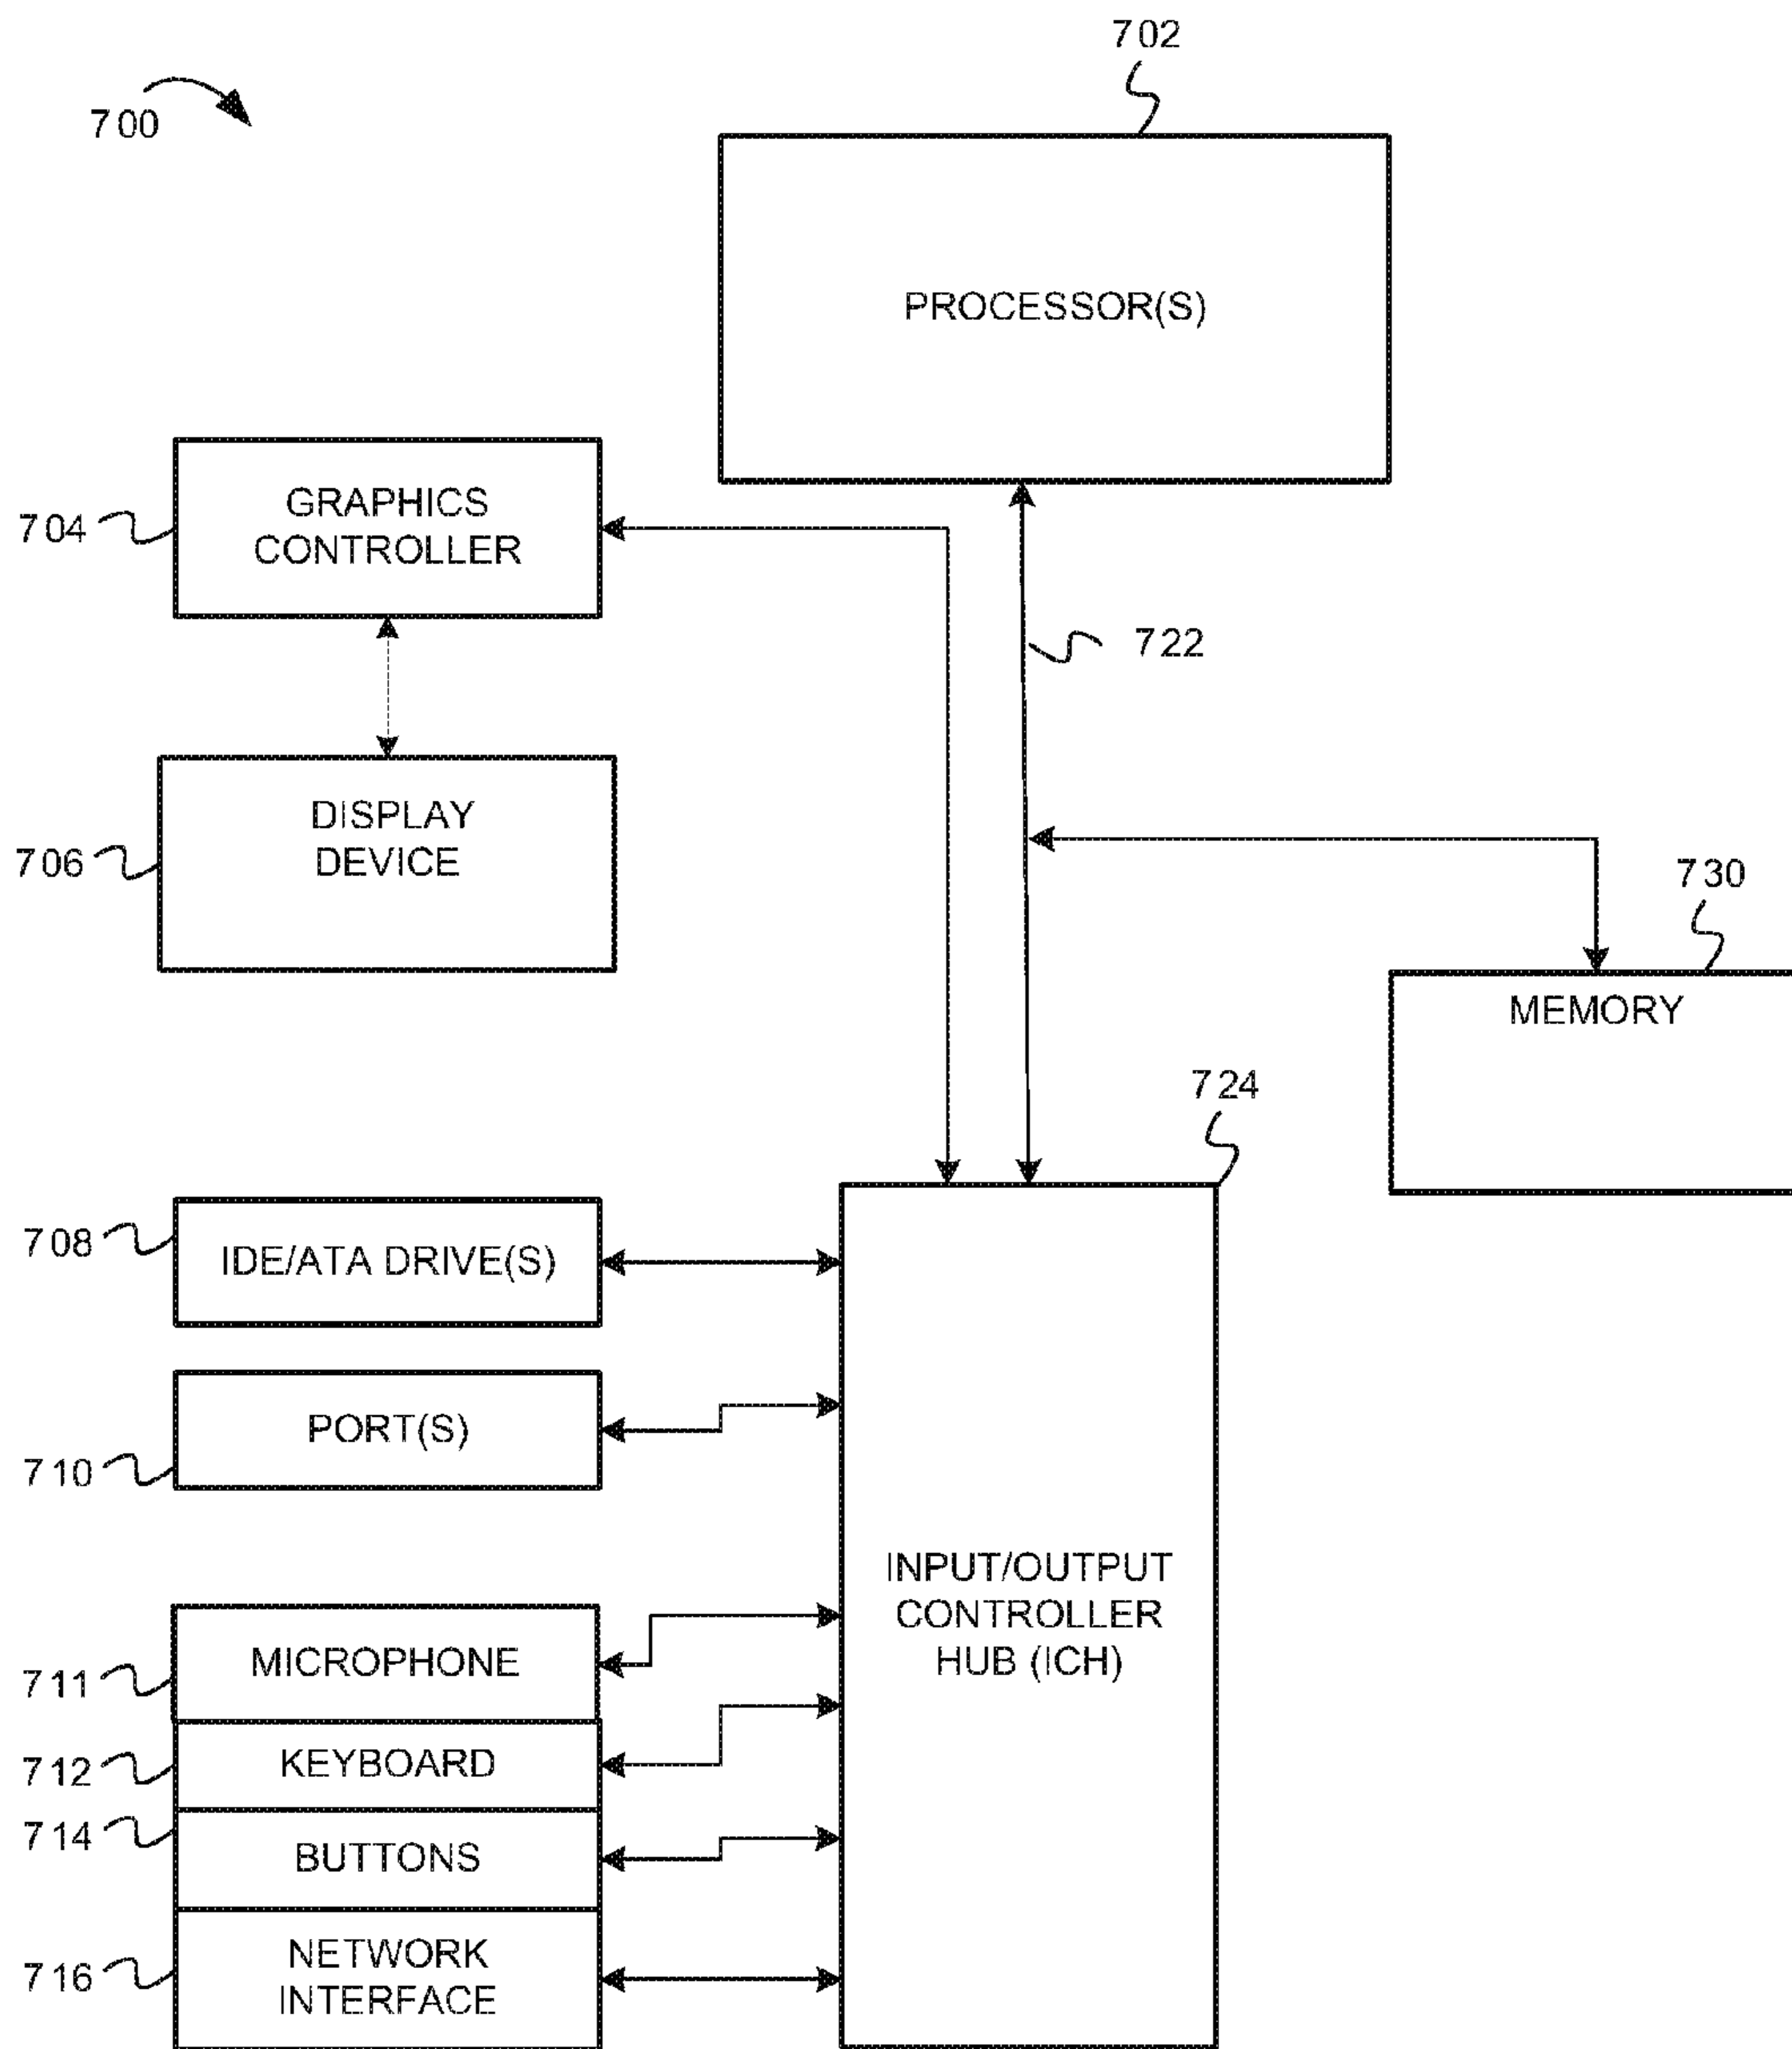 702
700
PROCESSOR(S)
704
GRAPHICS
CONTROLLER
722
706
DISPLAY
DEVICE
730
MEMORY
724
708
IDE/ATA DRIVE(S)
PORT(S)
710
INPUT/OUTPUT
CONTROLLER
HUB (ICH)
MICROPHONE
711
KEYBOARD
712
714
BUTTONS
NETWORK
INTERFACE
716